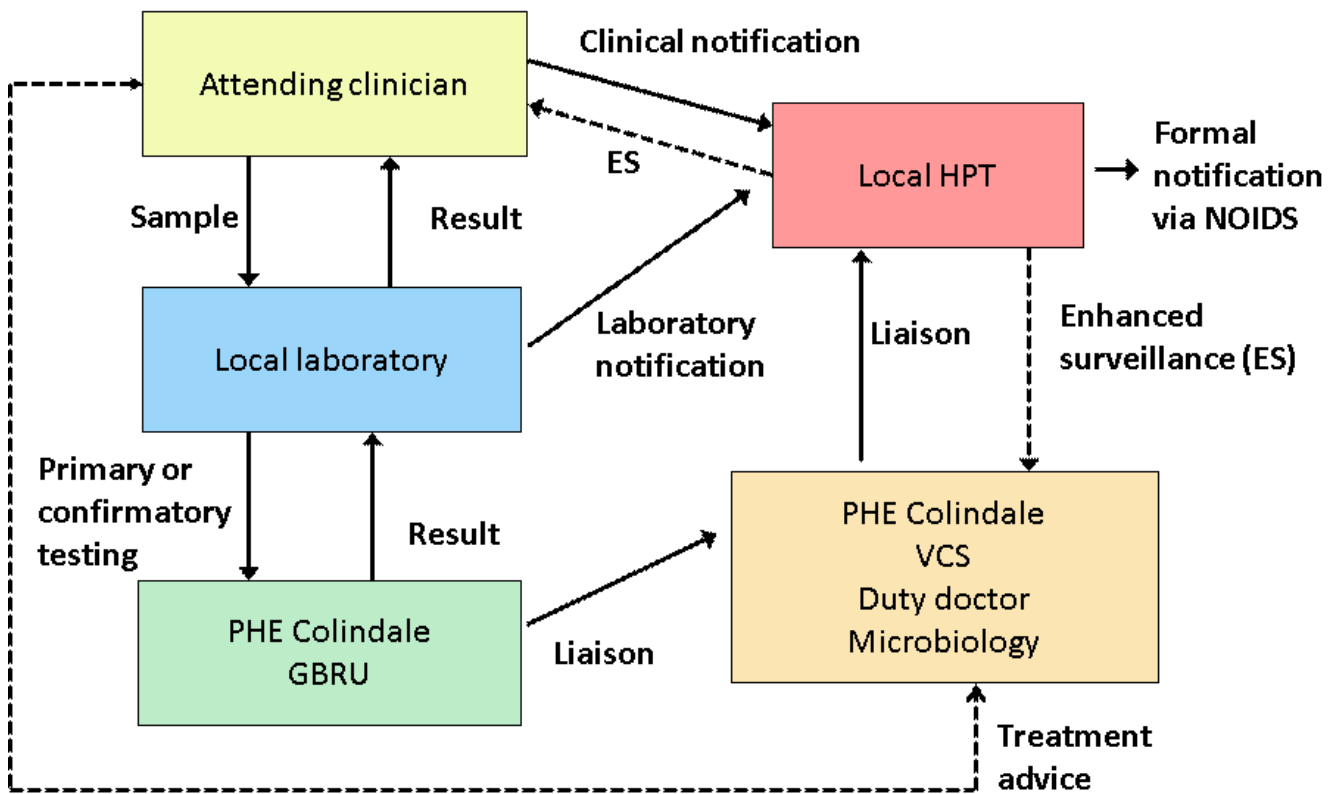 Clinical notification
Attending clinician
ES
Local HPT
Formal
notification
via NOIDS
Sample
Result
Local laboratory
Laboratory
notification
Liaison
Enhanced
surveillance (ES)
Primary or
confirmatory
testing
Result
PHE Colindale
GBRU
Liaison
PHE Colindale
VCS
Duty doctor
Microbiology
Treatment
advice